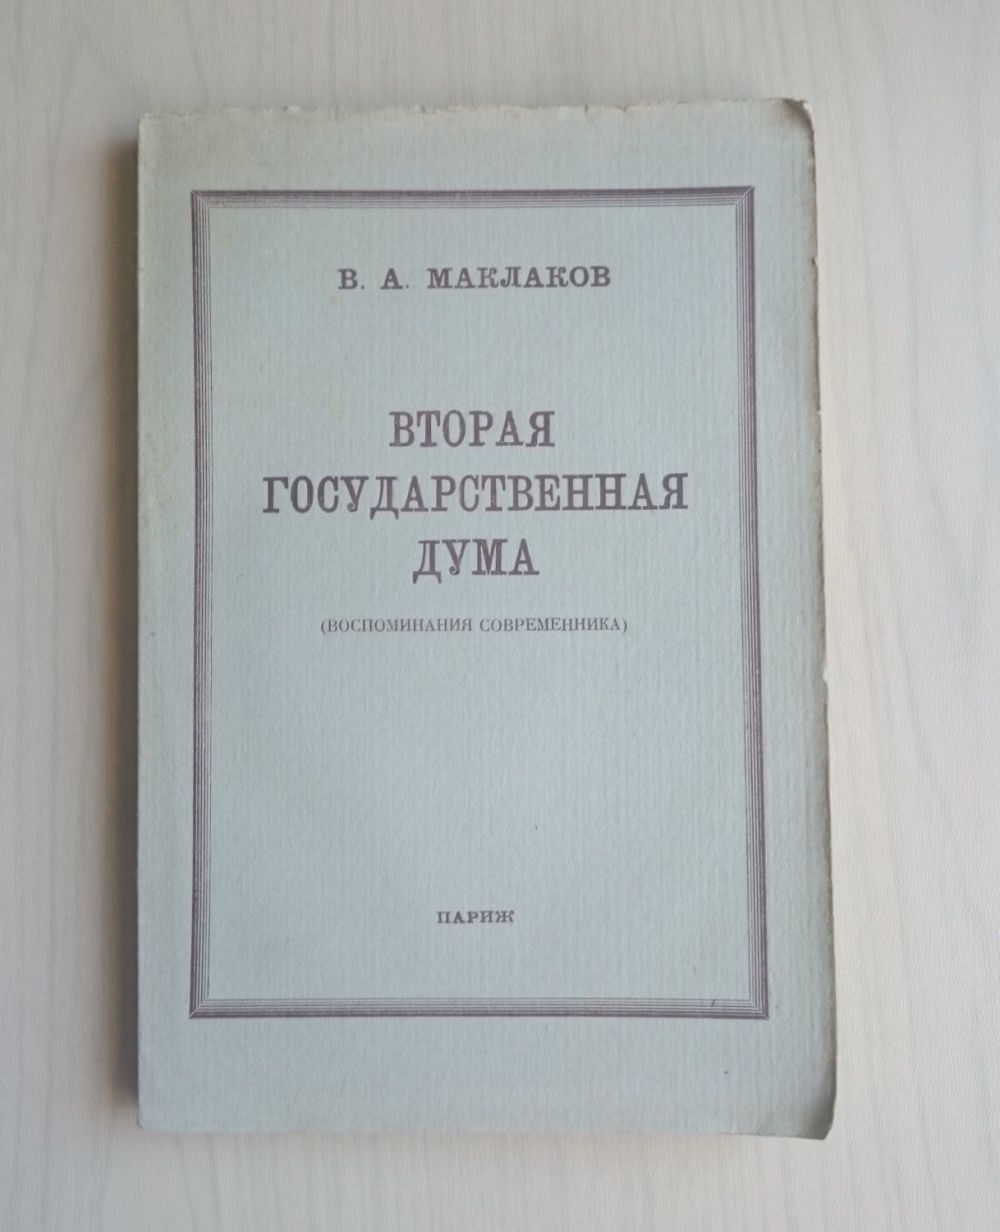 В. А. МАКЛАКОВ
ВТОРАЯ
ГОСУДАРСТВЕННАЯ
ДУМА
(ВОСПОМИНАНИЯ СОВРЕМЕННИКА)
ПАРИЖ